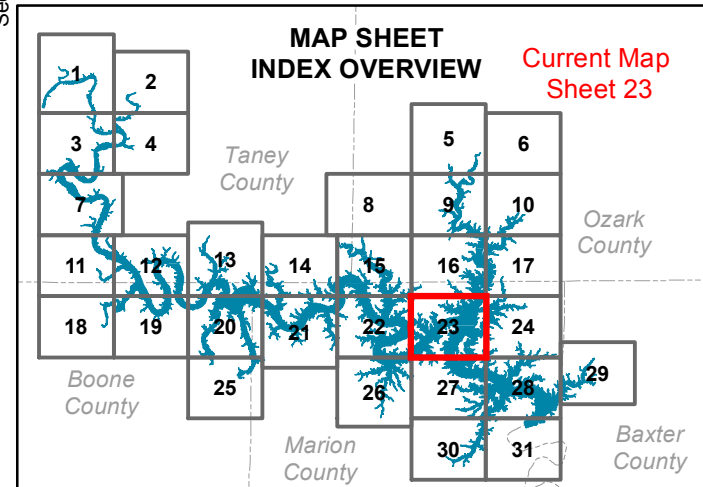 Se
MAP SHEET
INDEX OVERVIEW
Current Map
Sheet 23
1
2
3
4
5
6
Taney
County
7
8
9
10
Ozark
County
11
12
13
14
15
16
17
18
19
20
21
22
23
24
Boone
County
25
26
27
28
29
Marion
County
30
31
Baxter
County